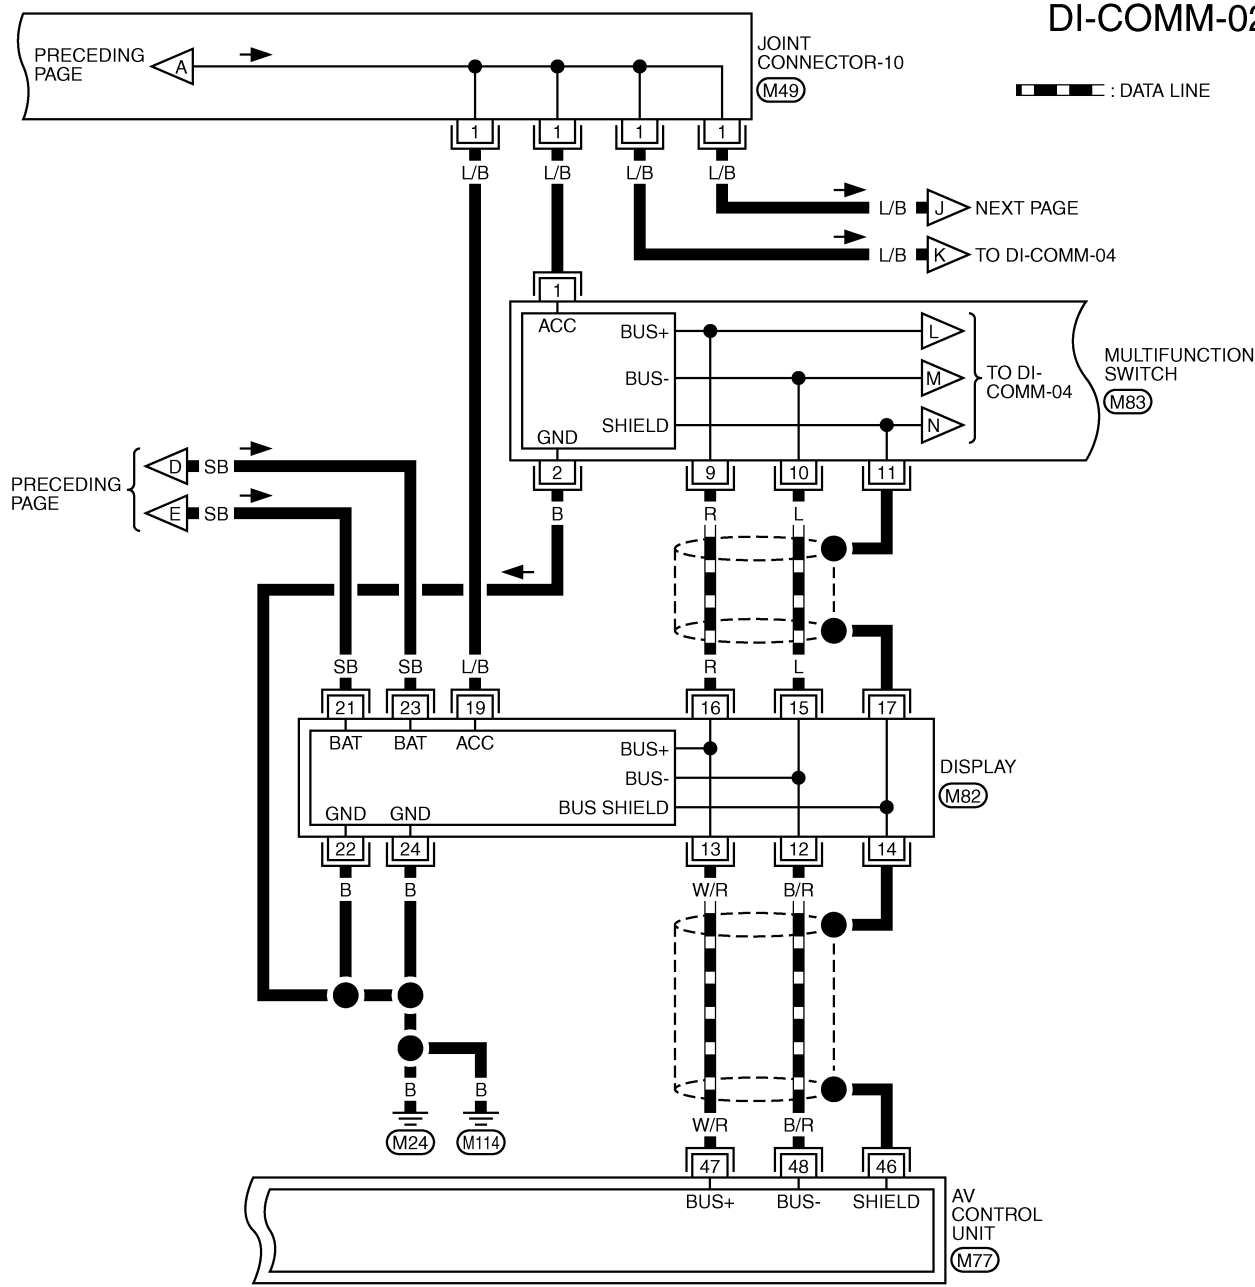 DI-COMM-02
JOINT
CONNECTOR-10
M49
PRECEDING
PAGE
A
: DATA LINE
1 1 1 1
L/B L/B L/B L/B
L/B J NEXT PAGE
L/B K TO DI-COMM-04
1
ACC
BUS+ L
BUS- M
SHIELD N
TO DI-
COMM-04
GND
MULTIFUNCTION
SWITCH
M83
2 9 10 11
B R L
PRECEDING
PAGE
D SB
E SB
SB SB L/B R L
21 23 19 16 15 17
BAT BAT ACC
BUS+
BUS-
BUS SHIELD
GND GND
DISPLAY
M82
22 24 13 12 14
B B W/R B/R
B B
M24 M114
W/R B/R
47 48 46
BUS+ BUS- SHIELD
AV
CONTROL
UNIT
M77